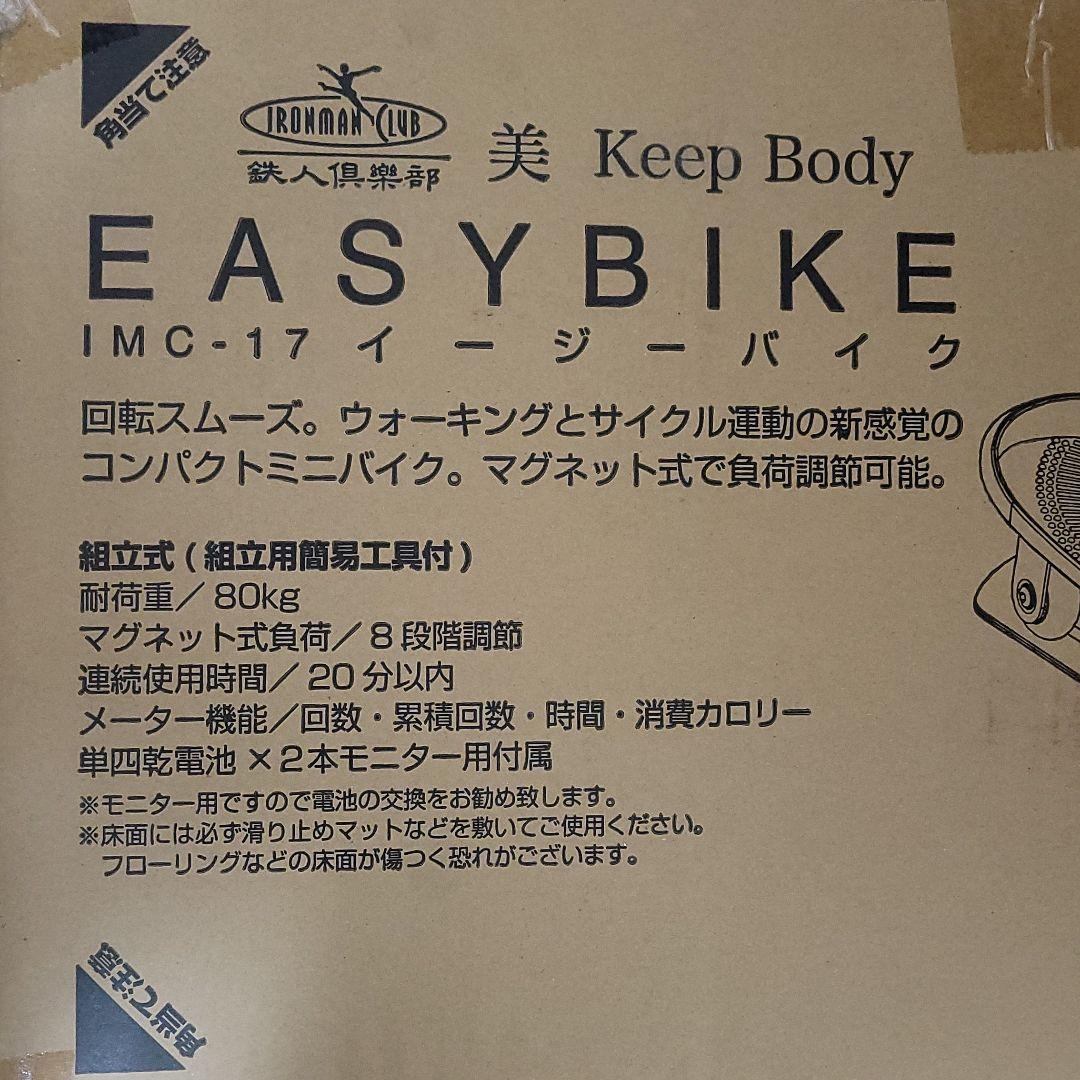 角当て注意
IRONMAN CLUB
鉄人倶楽部 美 Keep Body
EASYBIKE
IMC-17 イージーバイク
回転スムーズ。ウォーキングとサイクル運動の新感覚の
コンパクトミニバイク。マグネット式で負荷調節可能。
組立式(組立用簡易工具付)
耐荷重／80kg
マグネット式負荷／8段階調節
連続使用時間／20分以内
メーター機能／回数・累積回数・時間・消費カロリー
単四乾電池×2本モニター用付属
※モニター用ですので電池の交換をお勧め致します。
※床面には必ず滑り止めマットなどを敷いてご使用ください。
フローリングなどの床面が傷つく恐れがございます。
角当て注意